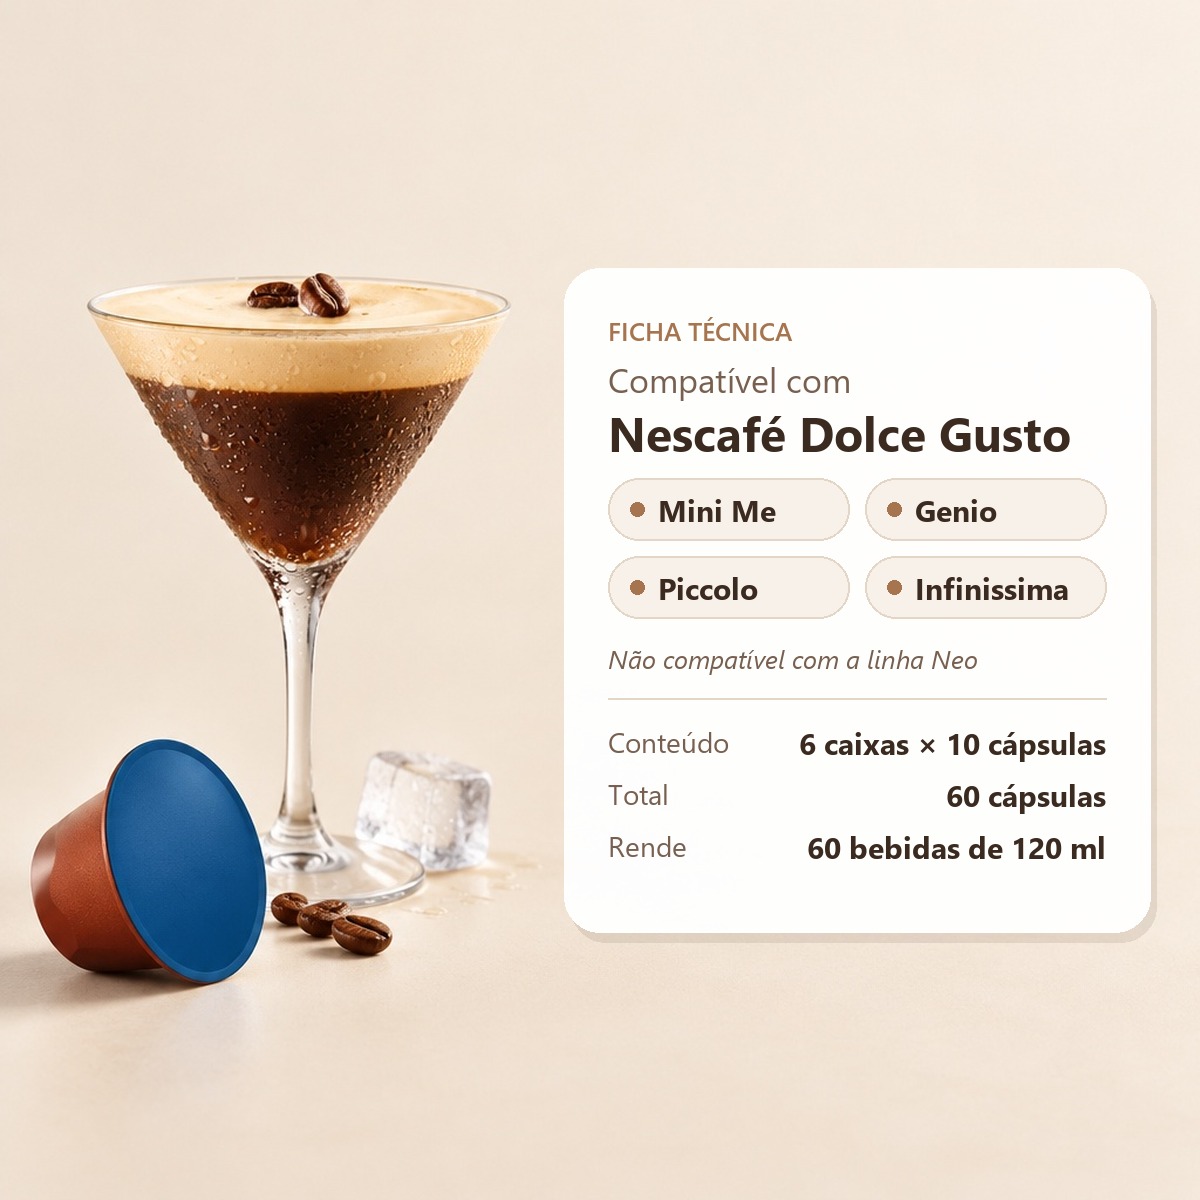 FICHA TÉCNICA
Compatível com
Nescafé Dolce Gusto
Mini Me
Genio
Piccolo
Infinissima
Não compatível com a linha Neo
Conteúdo 6 caixas × 10 cápsulas
Total 60 cápsulas
Rende 60 bebidas de 120 ml